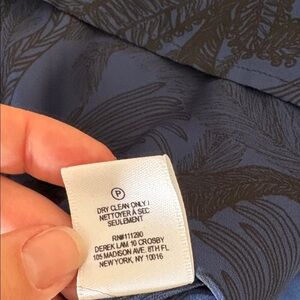 P
DRY CLEAN ONLY /
NETTOYER À SEC
SEULEMENT
RN#111290
DEREK LAM 10 CROSBY
105 MADISON AVE. 8TH FL
NEW YORK, NY 10016